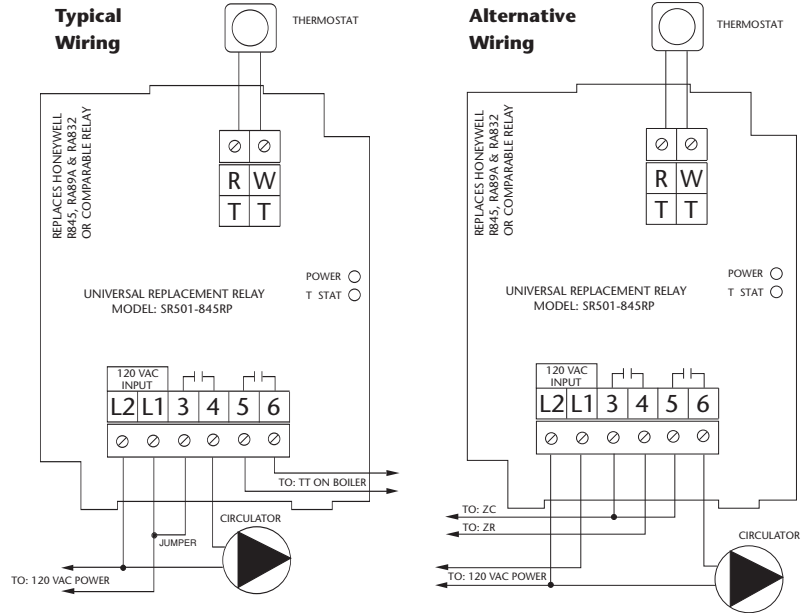 Typical
Wiring
THERMOSTAT
REPLACES HONEYWELL
R845, RA89A & RA832
OR COMPARABLE RELAY
R W
T T
POWER
T STAT
UNIVERSAL REPLACEMENT RELAY
MODEL: SR501-845RP
120 VAC
INPUT
L2 L1 3 4 5 6
TO: TT ON BOILER
CIRCULATOR
JUMPER
TO: 120 VAC POWER
Alternative
Wiring
THERMOSTAT
REPLACES HONEYWELL
R845, RA89A & RA832
OR COMPARABLE RELAY
R W
T T
POWER
T STAT
UNIVERSAL REPLACEMENT RELAY
MODEL: SR501-845RP
120 VAC
INPUT
L2 L1 3 4 5 6
TO: ZC
TO: ZR
CIRCULATOR
TO: 120 VAC POWER